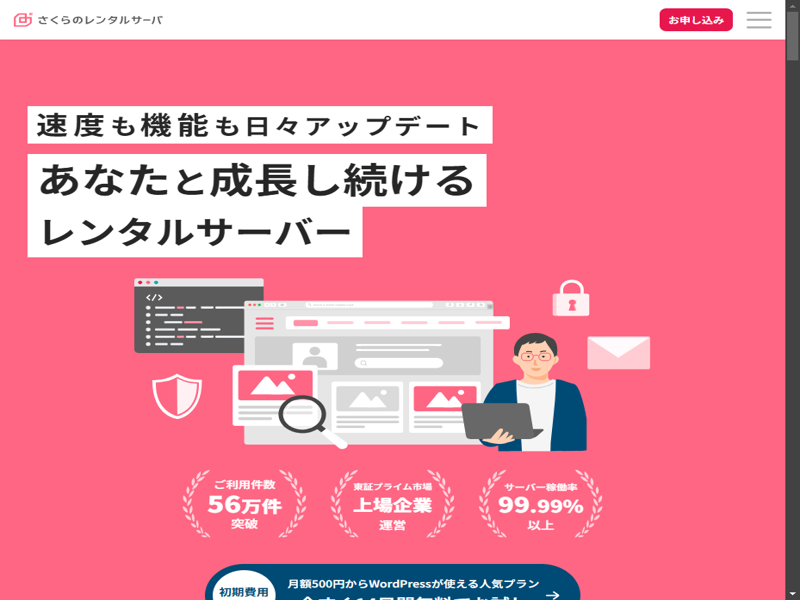 さくらのレンタルサーバ
お申し込み
速度も機能も日々アップデート
あなたと成長し続ける
レンタルサーバー
</>
ご利用件数
56万件
突破
東証プライム市場
上場企業
運営
サーバー稼働率
99.99%
以上
初期費用
月額500円からWordPressが使える人気プラン